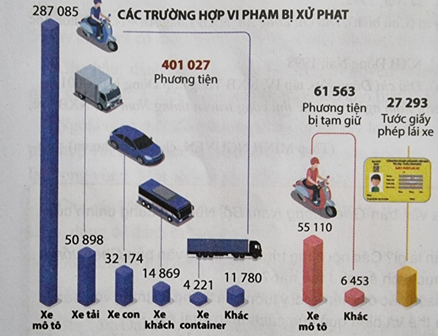 CÁC TRƯỜNG HỢP VI PHẠM BỊ XỬ PHẠT
287 085
401 027
Phương tiện
50 898
32 174
14 869
4 221
11 780
Xe mô tô
Xe tải
Xe con
Xe khách
Xe container
Khác
61 563
Phương tiện
bị tạm giữ
55 110
6 453
Xe mô tô
Khác
27 293
Tước giấy
phép lái xe